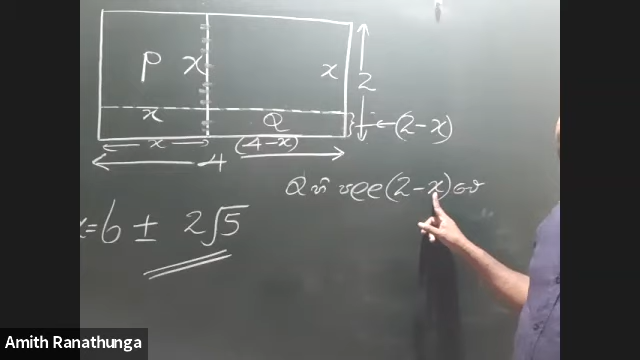 P x x 2
x Q (2-x)
x (4-x)
4
Q හි පළල (2-x) වේ
x=6 ± 2√5
Amith Ranathunga